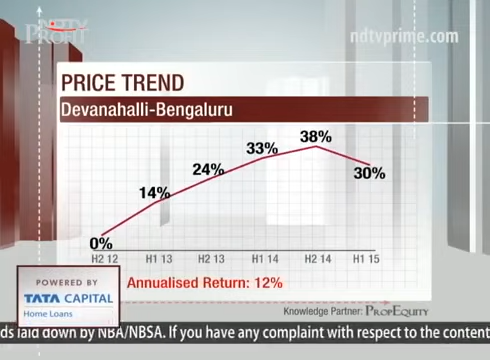 NDTV
PROFIT
ndtvprime.com
PRICE TREND
Devanahalli-Bengaluru
0%
14%
24%
33%
38%
30%
H2 12
H1 13
H2 13
H1 14
H2 14
H1 15
Annualised Return: 12%
POWERED BY
TATA CAPITAL
Home Loans
Knowledge Partner: PROPEQUITY
ds laid down by NBA/NBSA. If you have any complaint with respect to the content